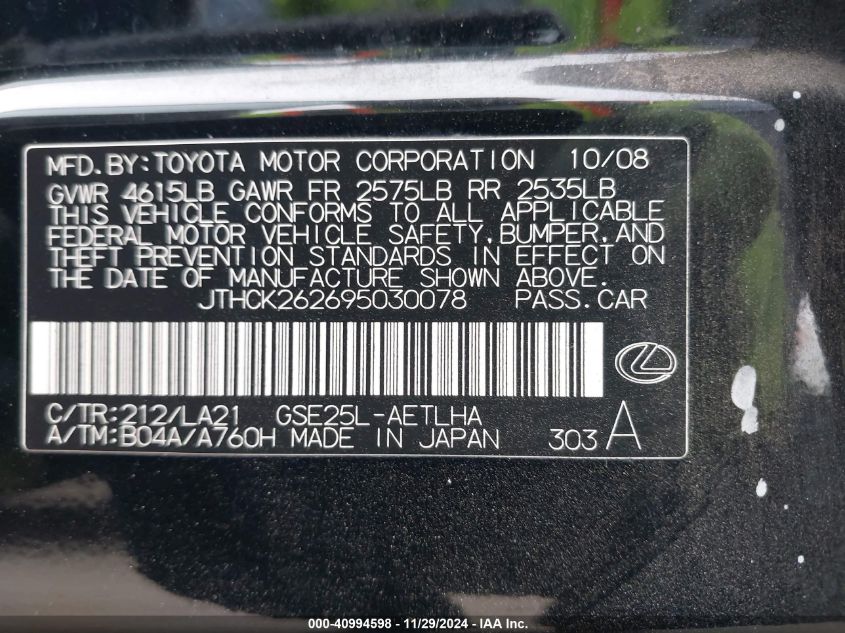 MFD.BY:TOYOTA MOTOR CORPORATION 10/08
GVWR 4615LB GAWR FR 2575LB RR 2535LB
THIS VEHICLE CONFORMS TO ALL APPLICABLE
FEDERAL MOTOR VEHICLE SAFETY,BUMPER,AND
THEFT PREVENTION STANDARDS IN EFFECT ON
THE DATE OF MANUFACTURE SHOWN ABOVE.
JTHCK262695030078 PASS.CAR
C/TR:212/LA21 GSE25L-AETLHA
A/TM:B04A/A760H MADE IN JAPAN 303 A
000-40994598 - 11/29/2024 - IAA Inc.